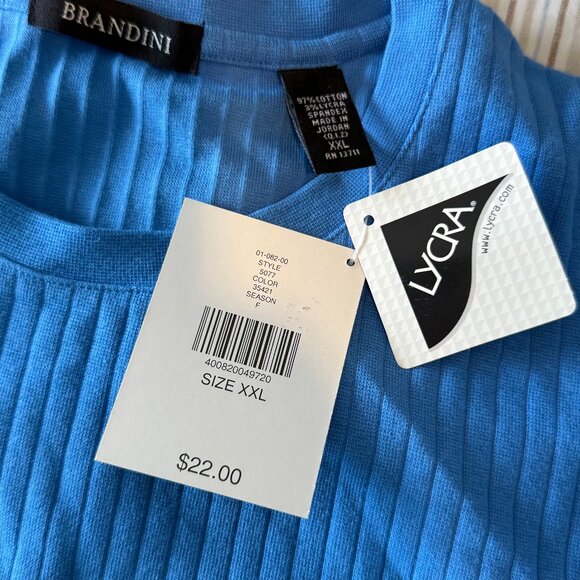 BRANDINI
97% COTTON
3% LYCRA
SPANDEX
MADE IN
JORDAN
(Q.I.Z)
XXL
RN 13711
LYCRA®
www.lycra.com
01-082-00
STYLE
5077
COLOR
35421
SEASON
F
400820049720
SIZE XXL
$22.00